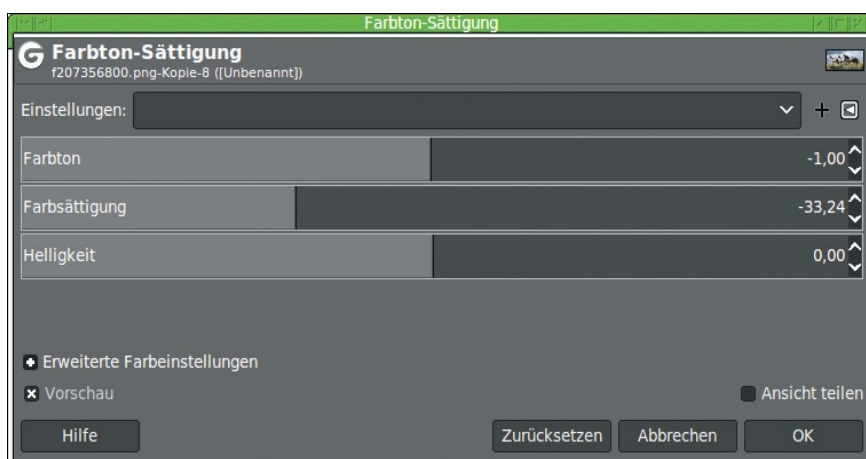 Farbton-Sättigung
G Farbton-Sättigung
f207356800.png-Kopie-8 ([Unbenannt])
Einstellungen:
Farbton -1,00
Farbsättigung -33,24
Helligkeit 0,00
Erweiterte Farbeinstellungen
Vorschau Ansicht teilen
Hilfe Zurücksetzen Abbrechen OK